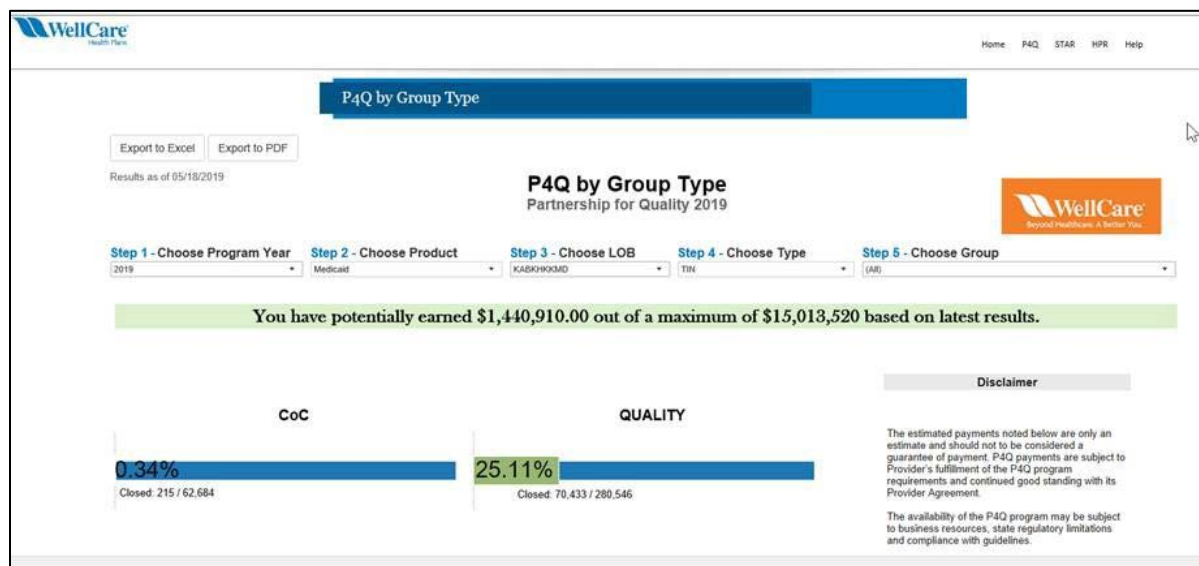 WellCare
Health Plans
Home P4Q STAR HPR Help
P4Q by Group Type
Export to Excel Export to PDF
Results as of 05/18/2019
P4Q by Group Type
Partnership for Quality 2019
WellCare
Beyond Healthcare. A Better You.
Step 1 - Choose Program Year Step 2 - Choose Product Step 3 - Choose LOB Step 4 - Choose Type Step 5 - Choose Group
2019 Medicaid KABKHKKMD TIN (All)
You have potentially earned $1,440,910.00 out of a maximum of $15,013,520 based on latest results.
Disclaimer
CoC QUALITY
0.34% 25.11%
Closed: 215 / 62,684 Closed: 70,433 / 280,546
The estimated payments noted below are only an
estimate and should not to be considered a
guarantee of payment. P4Q payments are subject to
Provider's fulfillment of the P4Q program
requirements and continued good standing with its
Provider Agreement.
The availability of the P4Q program may be subject
to business resources, state regulatory limitations
and compliance with guidelines.